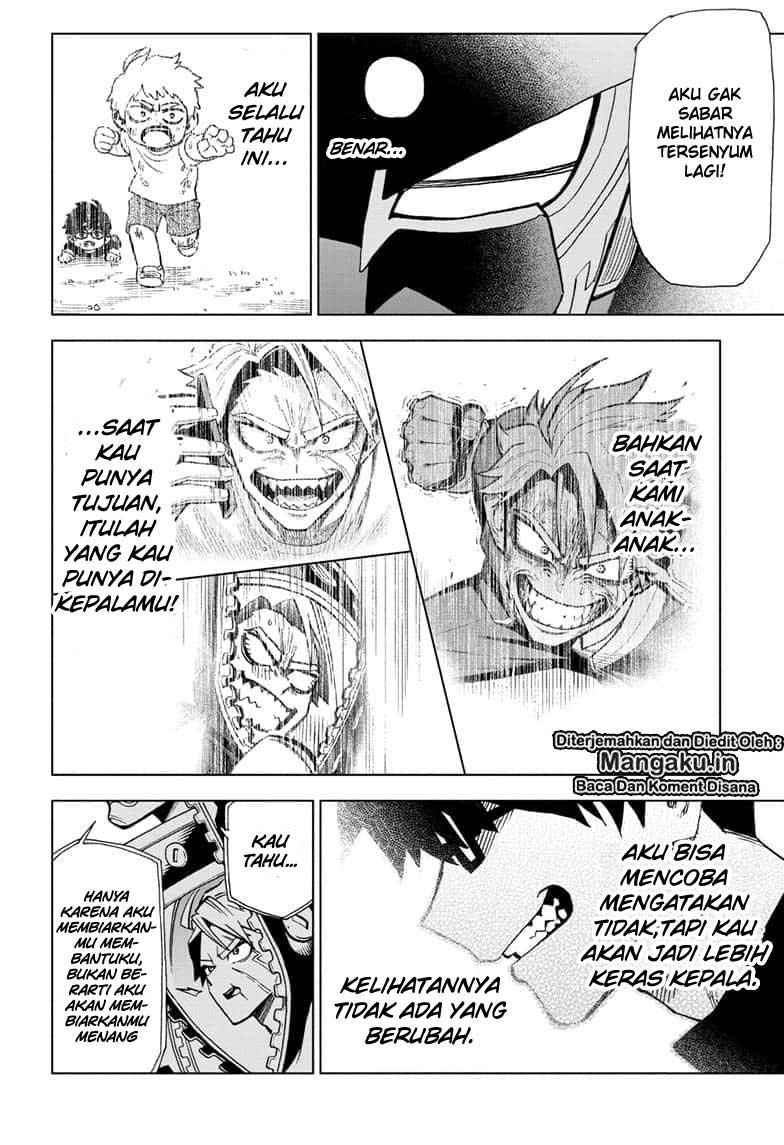 AKU GAK
SABAR
MELIHATNYA
TERSENYUM
LAGI!
BENAR...
AKU
SELALU
TAHU
INI...
BAHKAN
SAAT
KAMI
ANAK-
ANAK...
...SAAT
KAU
PUNYA
TUJUAN,
ITULAH
YANG KAU
PUNYA DI-
KEPALAMU!
Diterjemahkan dan Diedit Oleh:
Mangaku.in
Baca Dan Koment Disana
AKU BISA
MENCOBA
MENGATAKAN
TIDAK,TAPI KAU
AKAN JADI LEBIH
KERAS KEPALA.
KELIHATANNYA
TIDAK ADA YANG
BERUBAH.
KAU
TAHU...
HANYA
KARENA AKU
MEMBIARKAN-
MU MEM-
BANTUKU,
BUKAN BE-
RARTI AKU
AKAN MEM-
BIARKANMU
MENANG